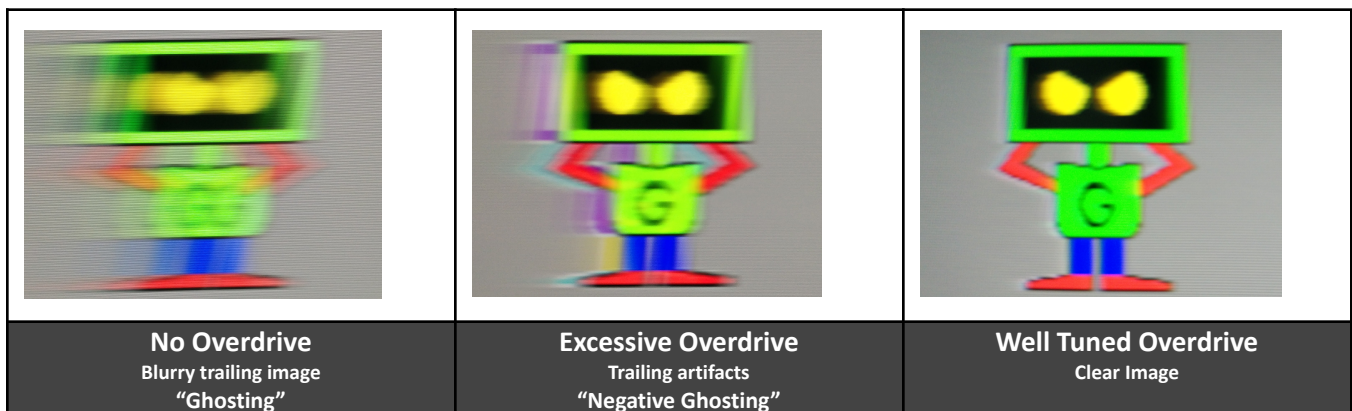 G
G
No Overdrive
Blurry trailing image
“Ghosting”
Excessive Overdrive
Trailing artifacts
“Negative Ghosting”
Well Tuned Overdrive
Clear Image